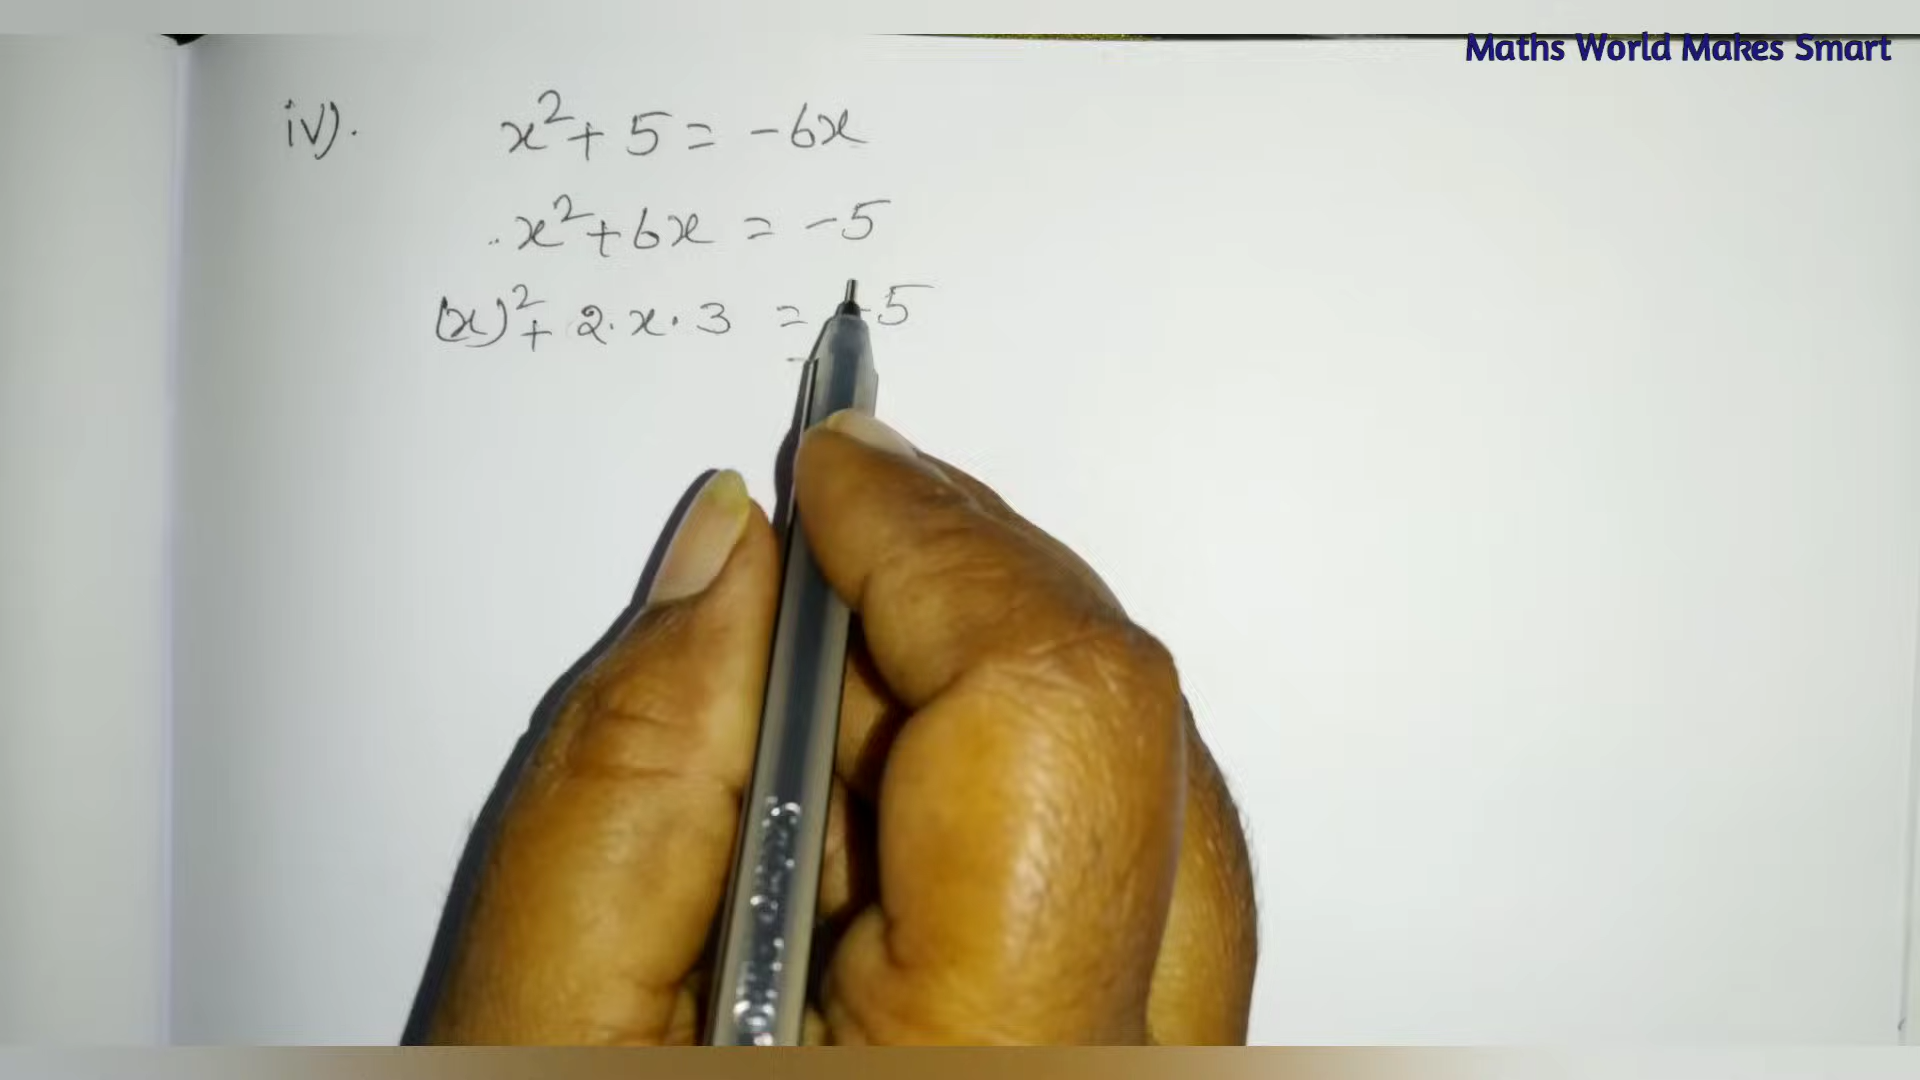 Maths World Makes Smart
iv). x² + 5 = -6x
x² + 6x = -5
(x)² + 2·x·3 = -5